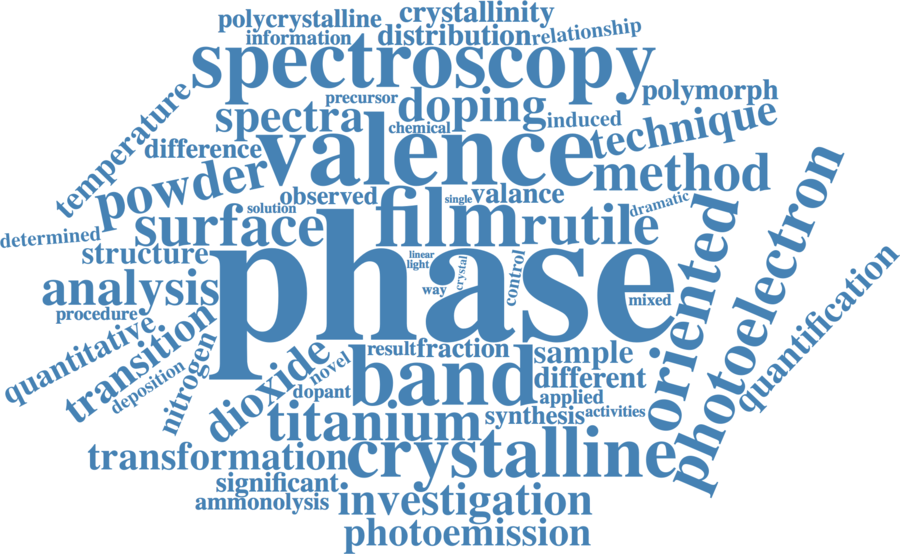 polycrystalline
crystallinity
information
distribution
relationship
spectroscopy
temperature
precursor
doping
polymorph
spectra
chemical
induced
technique
difference
valence
powder
method
observed
single
valance
solution
dramatic
determined
surface
film
rutile
structure
phase
linear
light
crystal
control
way
oriented
photoelectron
analysis
mixed
procedure
quantification
quantitative
transition
deposition
nitrogen
dioxide
novel
result
fraction
sample
dopant
band
different
applied
titanium
synthesis
activities
transformation
crystalline
significant
ammonolysis
investigation
photoemission